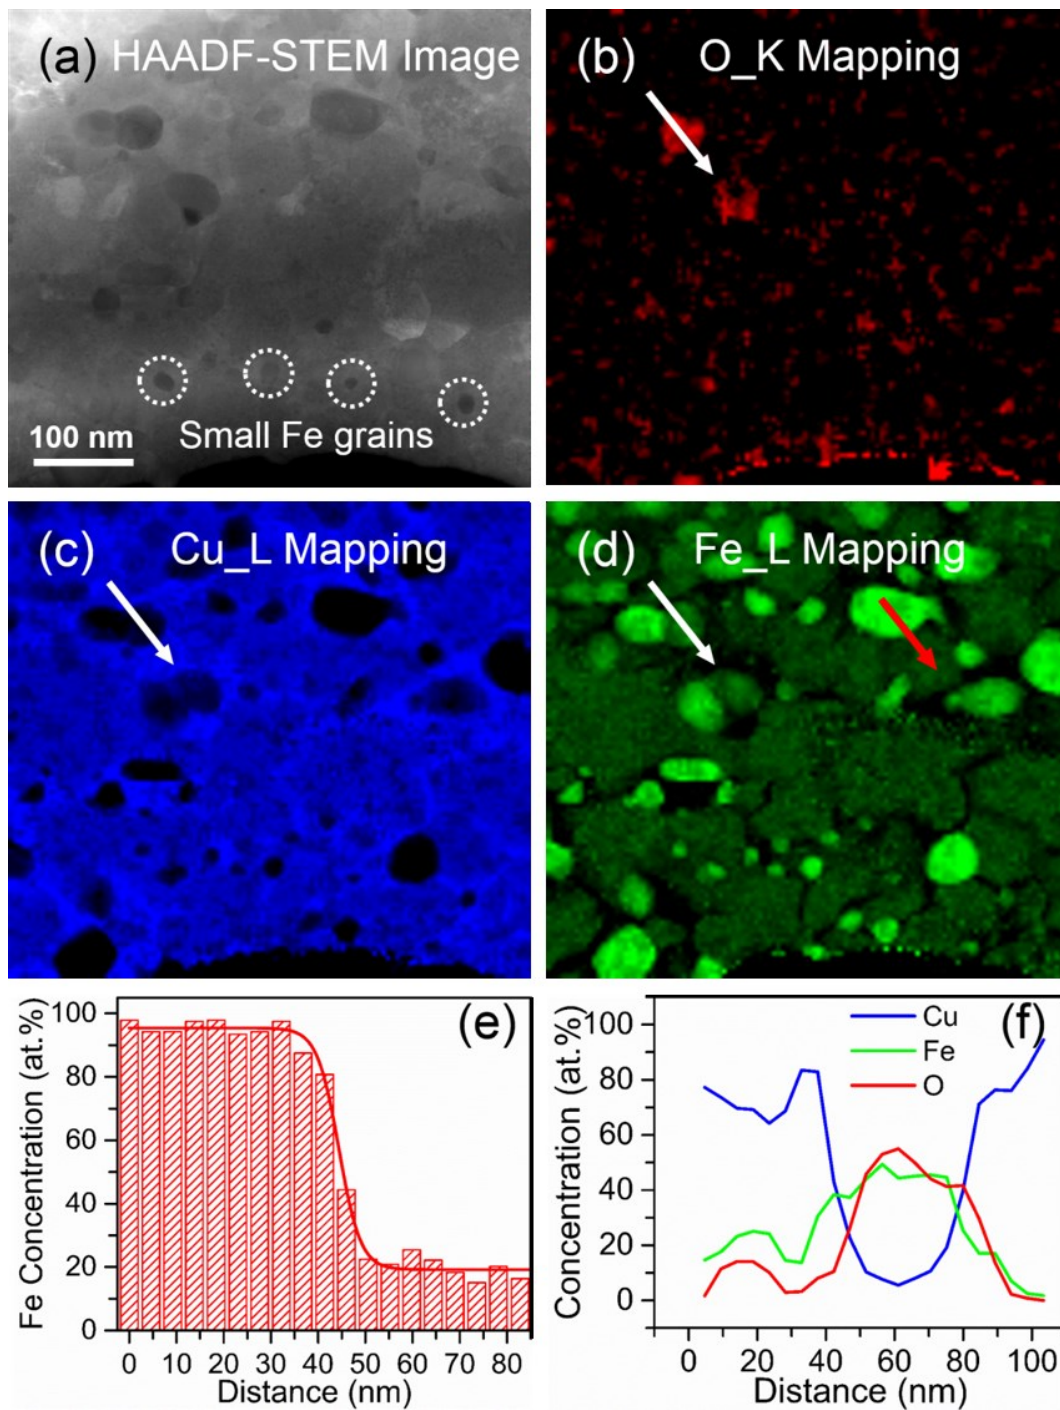 (a) HAADF-STEM Image
(b) O_K Mapping
100 nm
Small Fe grains
(c) Cu_L Mapping
(d) Fe_L Mapping
(e)
Fe Concentration (at.%)
100
80
60
40
20
0
0 10 20 30 40 50 60 70 80
Distance (nm)
(f)
Cu
Fe
O
Concentration (at.%)
100
80
60
40
20
0
0 20 40 60 80 100
Distance (nm)